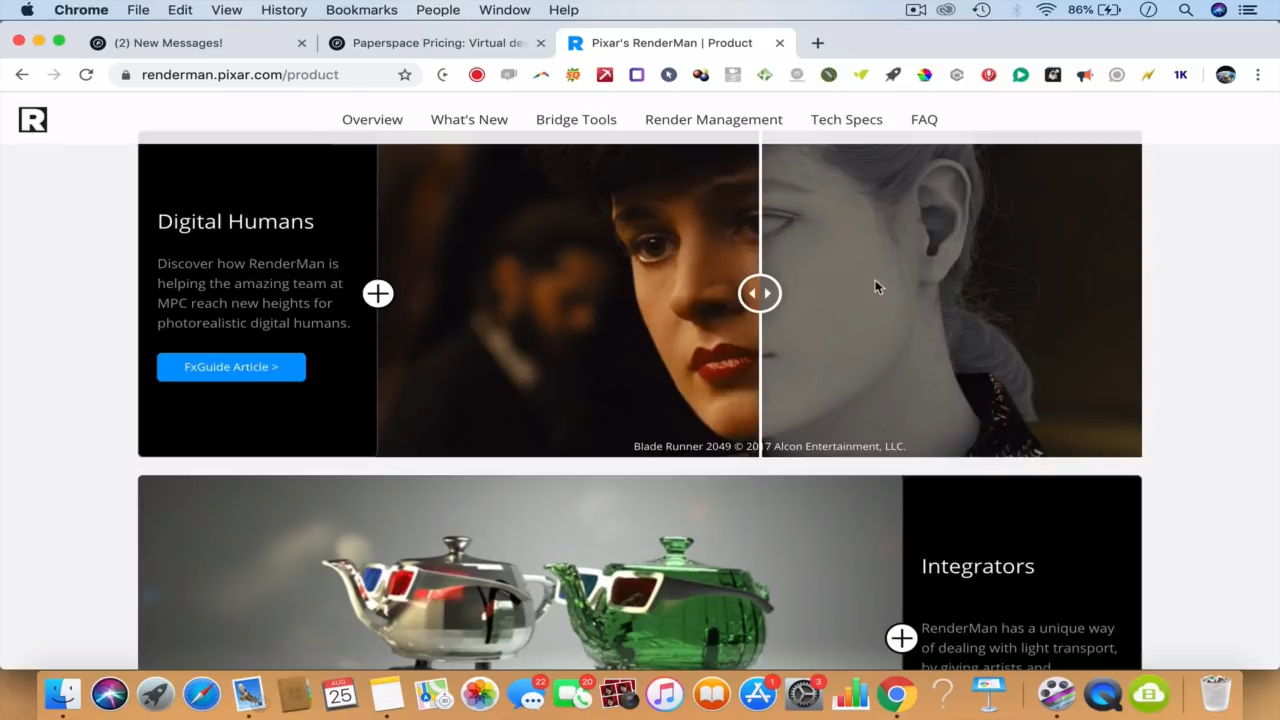 Chrome File Edit View History Bookmarks People Window Help 86%
(2) New Messages! Paperspace Pricing: Virtual de Pixar's RenderMan | Product
renderman.pixar.com/product 1K
R Overview What's New Bridge Tools Render Management Tech Specs FAQ
Digital Humans
Discover how RenderMan is
helping the amazing team at
MPC reach new heights for
photorealistic digital humans.
FxGuide Article >
Blade Runner 2049 © 2017 Alcon Entertainment, LLC.
Integrators
RenderMan has a unique way
of dealing with light transport,
by giving artists and
AUG 25 22 20 1 3